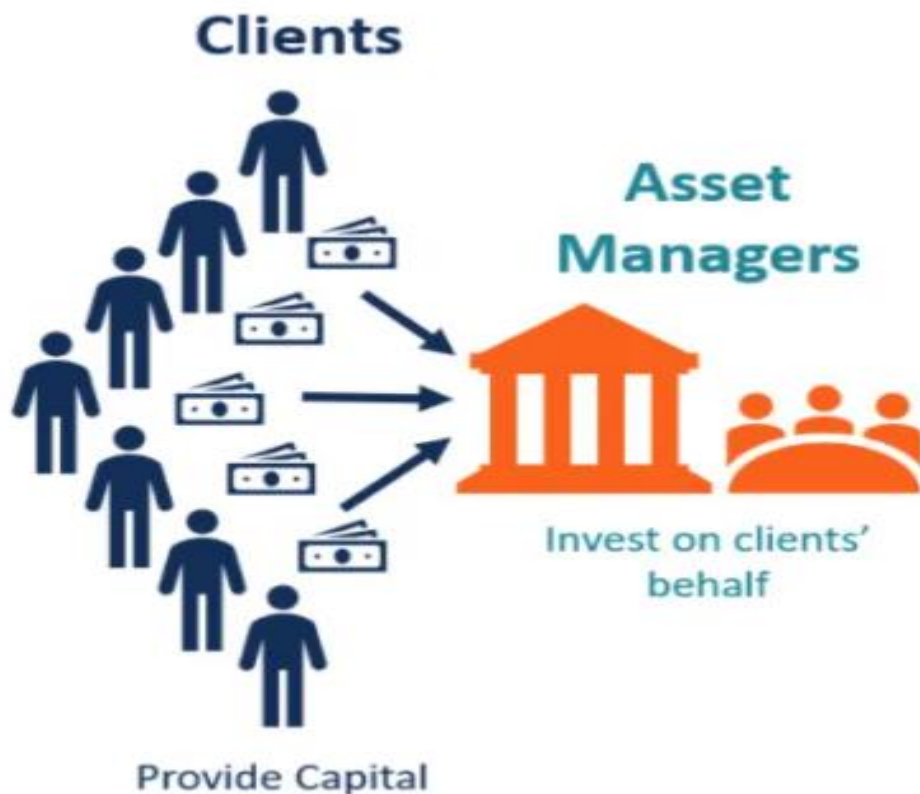 Clients
Asset
Managers
Invest on clients’
behalf
Provide Capital